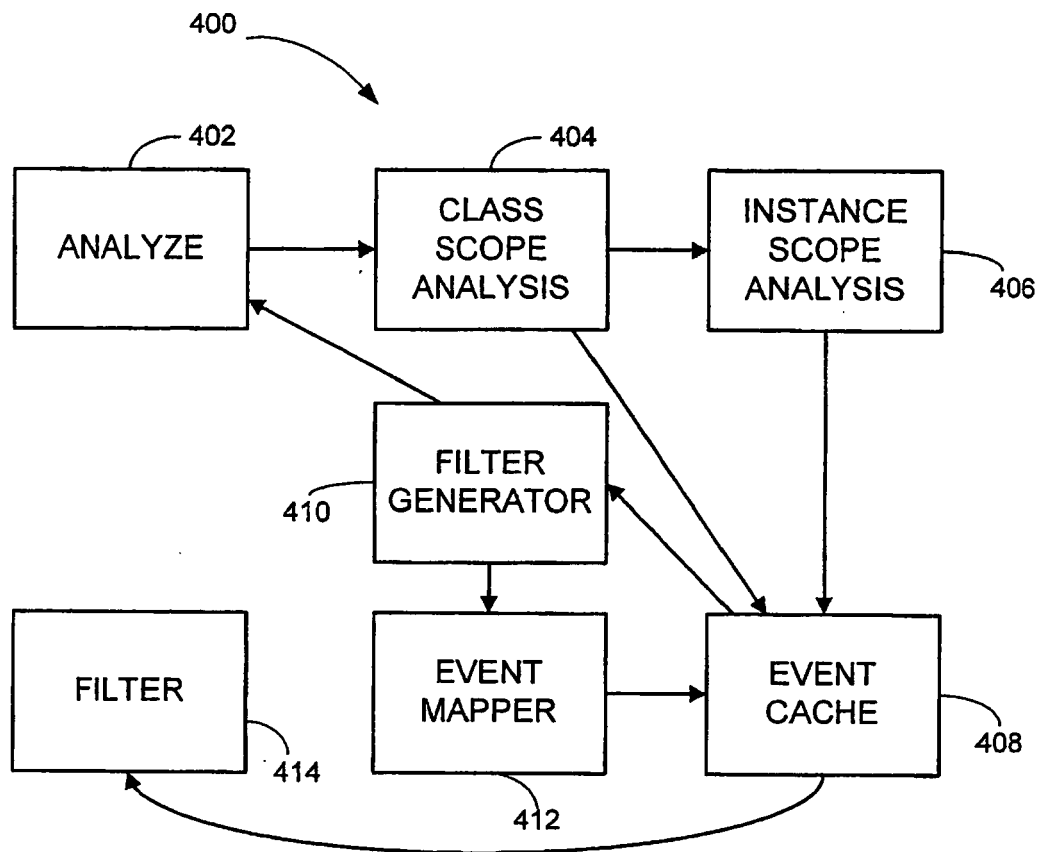 400
402
404
ANALYZE
CLASS
SCOPE
ANALYSIS
INSTANCE
SCOPE
ANALYSIS
406
FILTER
GENERATOR
410
FILTER
414
EVENT
MAPPER
412
EVENT
CACHE
408